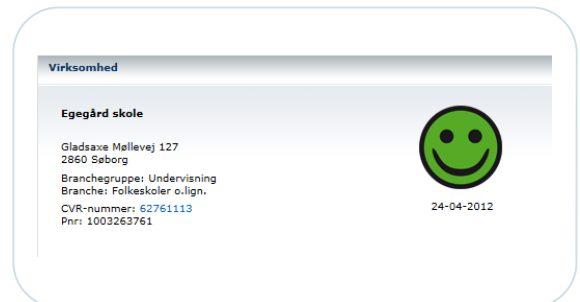 Virksomhed
Egegård skole
Gladsaxe Møllevej 127
2860 Søborg
Branchegruppe: Undervisning
Branche: Folkeskoler o.lign.
CVR-nummer: 62761113
Pnr: 1003263761
24-04-2012